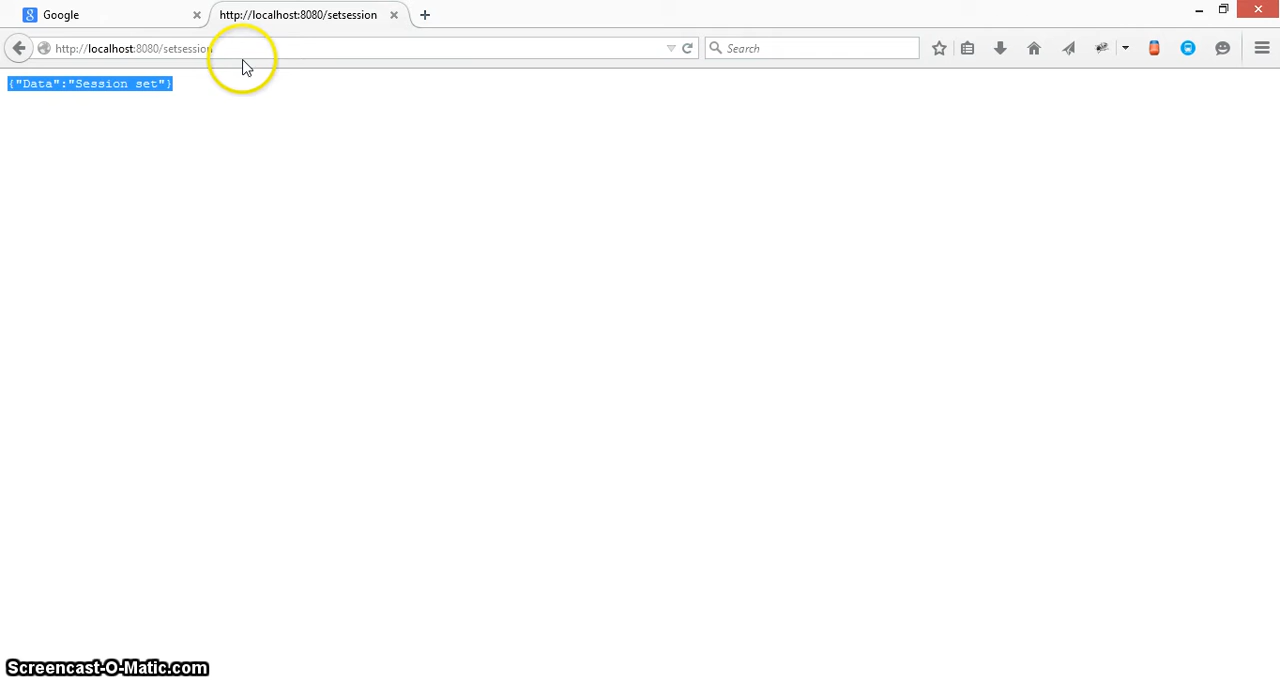 Google
http://localhost:8080/setsession
http://localhost:8080/setsession
Search
{"Data":"Session set"}
Screencast-O-Matic.com